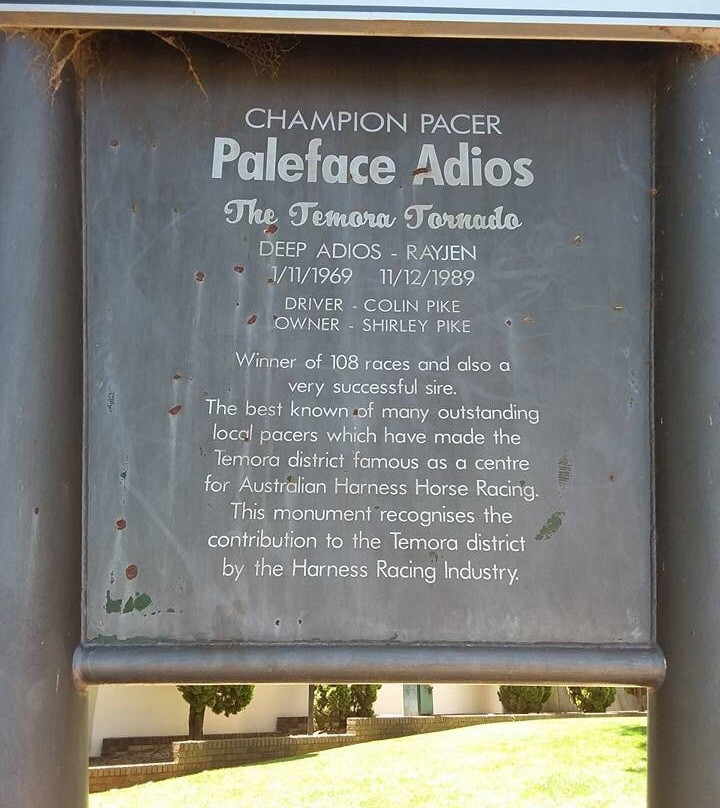 CHAMPION PACER
Paleface Adios
The Temora Tornado
DEEP ADIOS - RAYJEN
1/11/1969 11/12/1989
DRIVER - COLIN PIKE
OWNER - SHIRLEY PIKE
Winner of 108 races and also a
very successful sire.
The best known of many outstanding
local pacers which have made the
Temora district famous as a centre
for Australian Harness Horse Racing.
This monument recognises the
contribution to the Temora district
by the Harness Racing Industry.